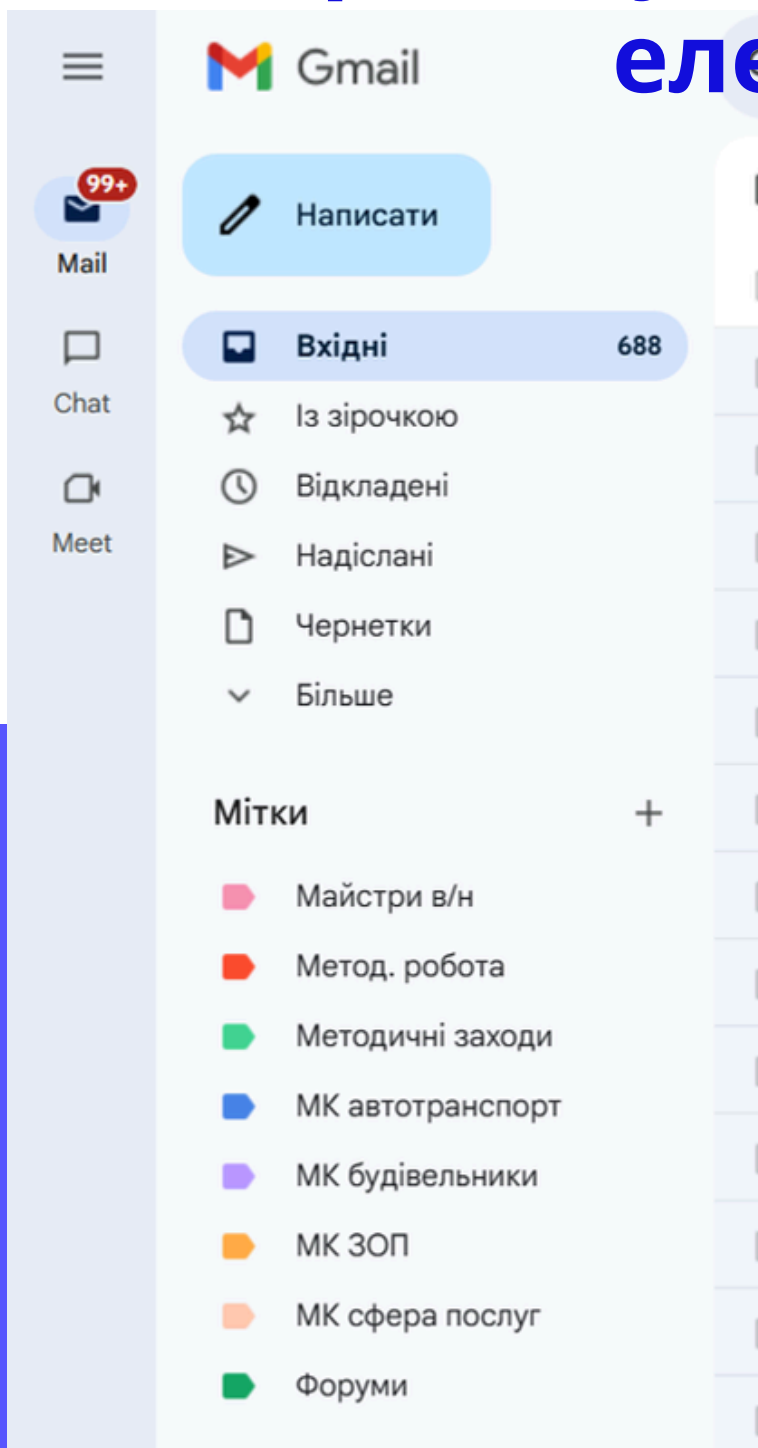 Gmail
99+
Написати
Mail
Вхідні 688
Chat
Із зірочкою
Відкладені
Meet
Надіслані
Чернетки
Більше
Мітки +
Майстри в/н
Метод. робота
Методичні заходи
МК автотранспорт
МК будівельники
МК ЗОП
МК сфера послуг
Форуми